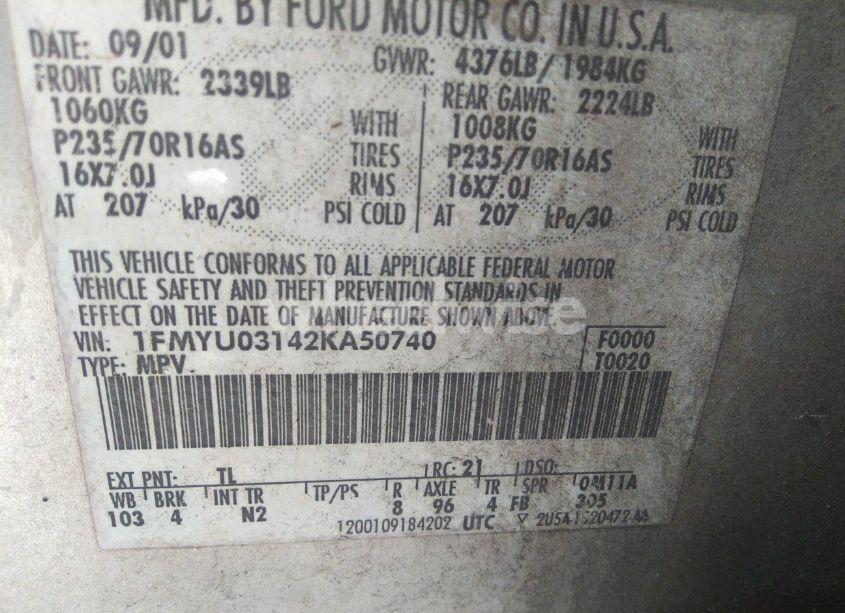 MFD. BY FORD MOTOR CO. IN U.S.A.
DATE: 09/01 GVWR: 4376LB/ 1984KG
FRONT GAWR: 2339LB REAR GAWR: 2224LB
1060KG WITH 1008KG WITH
P235/70R16AS TIRES P235/70R16AS TIRES
16X7.0J RIMS 16X7.0J RIMS
AT 207 kPa/30 PSI COLD AT 207 kPa/30 PSI COLD
THIS VEHICLE CONFORMS TO ALL APPLICABLE FEDERAL MOTOR
VEHICLE SAFETY AND THEFT PREVENTION STANDARDS IN
EFFECT ON THE DATE OF MANUFACTURE SHOWN ABOVE
VIN: 1FMYU03142KA50740 F0000
TYPE: MPV T0020
EXT PNT: TL RC: 21 DSO:
WB BRK INT TR TP/PS R AXLE TR SPR 0M11A
103 4 N2 8 96 4 FB 305
1200109184202 UTC